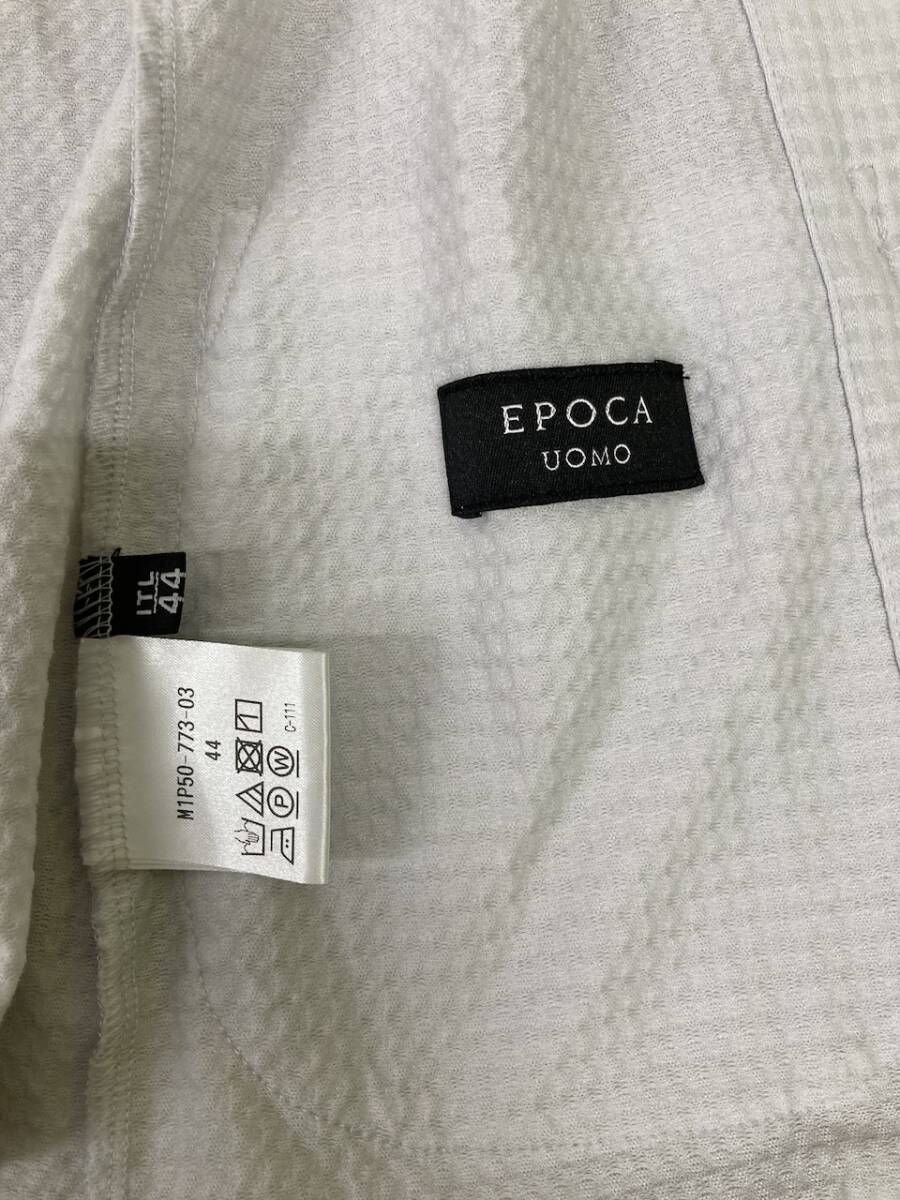 EPOCA
UOMO
ITL
44
M1P50-773-03
44
P
W
C-111